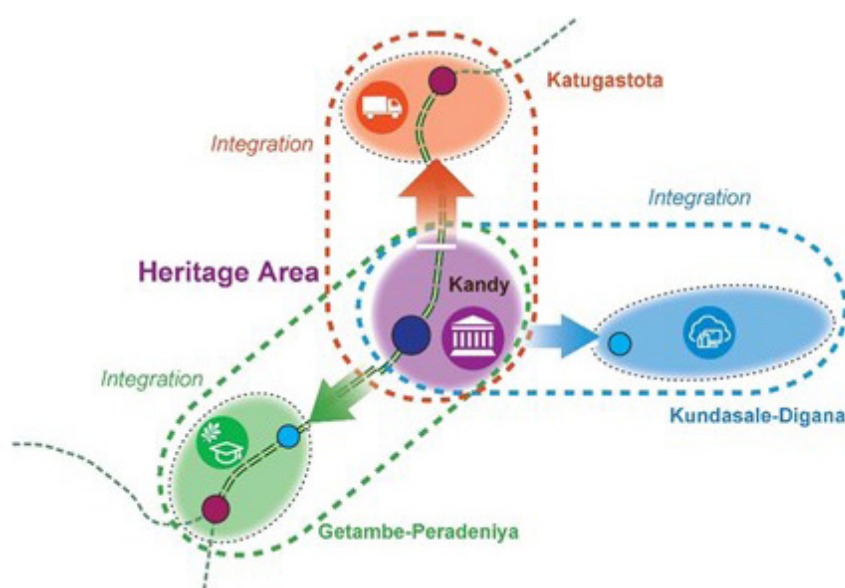 Katugastota
Integration
Integration
Heritage Area
Kandy
Integration
Kundasale-Digana
Getambe-Peradeniya